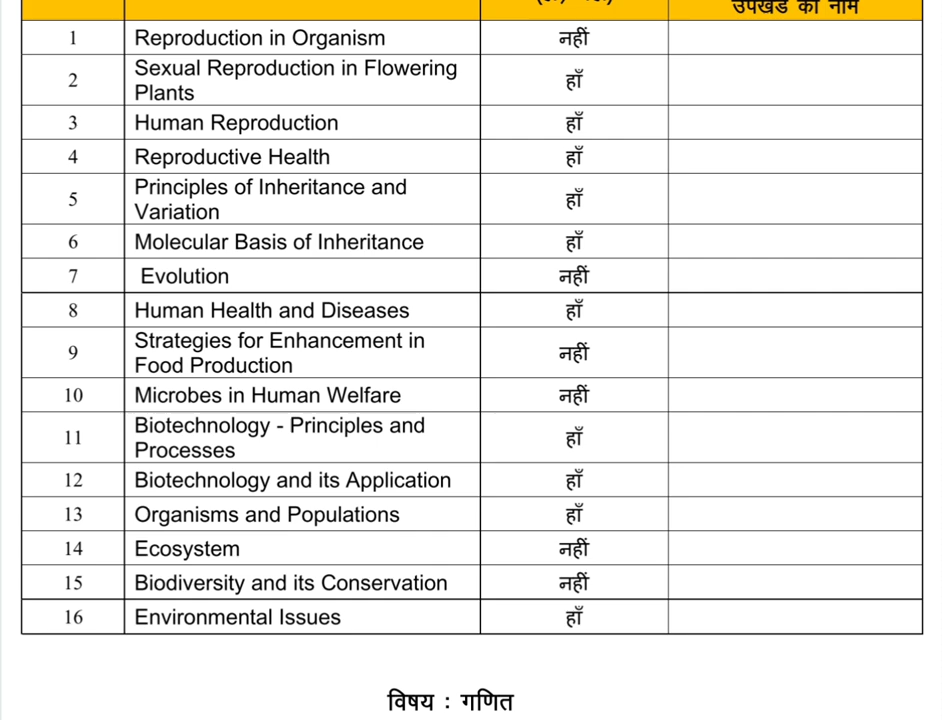 उपखंड का नाम
1 Reproduction in Organism नहीं
2 Sexual Reproduction in Flowering
Plants हाँ
3 Human Reproduction हाँ
4 Reproductive Health हाँ
5 Principles of Inheritance and
Variation हाँ
6 Molecular Basis of Inheritance हाँ
7 Evolution नहीं
8 Human Health and Diseases हाँ
9 Strategies for Enhancement in
Food Production नहीं
10 Microbes in Human Welfare नहीं
11 Biotechnology - Principles and
Processes हाँ
12 Biotechnology and its Application हाँ
13 Organisms and Populations हाँ
14 Ecosystem नहीं
15 Biodiversity and its Conservation नहीं
16 Environmental Issues हाँ
विषय : गणित